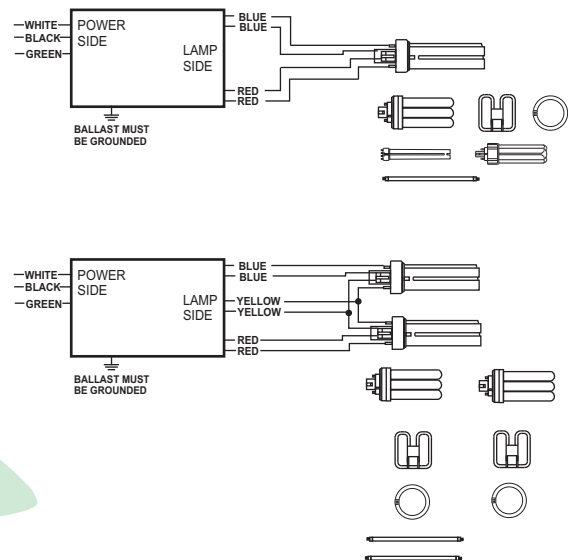 BLUE
BLUE
WHITE
BLACK
GREEN
POWER
SIDE
LAMP
SIDE
RED
RED
BALLAST MUST
BE GROUNDED
BLUE
BLUE
WHITE
BLACK
GREEN
POWER
SIDE
LAMP
SIDE
YELLOW
YELLOW
RED
RED
BALLAST MUST
BE GROUNDED